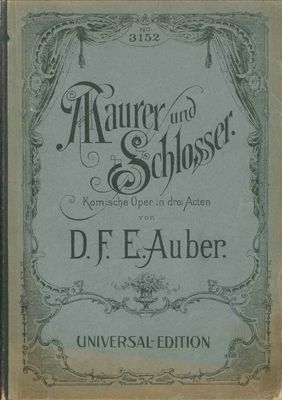 No
3152
Maurer und
Schlosser.
Komische Oper in drei Acten
von
D. F. E. Auber.
UNIVERSAL-EDITION